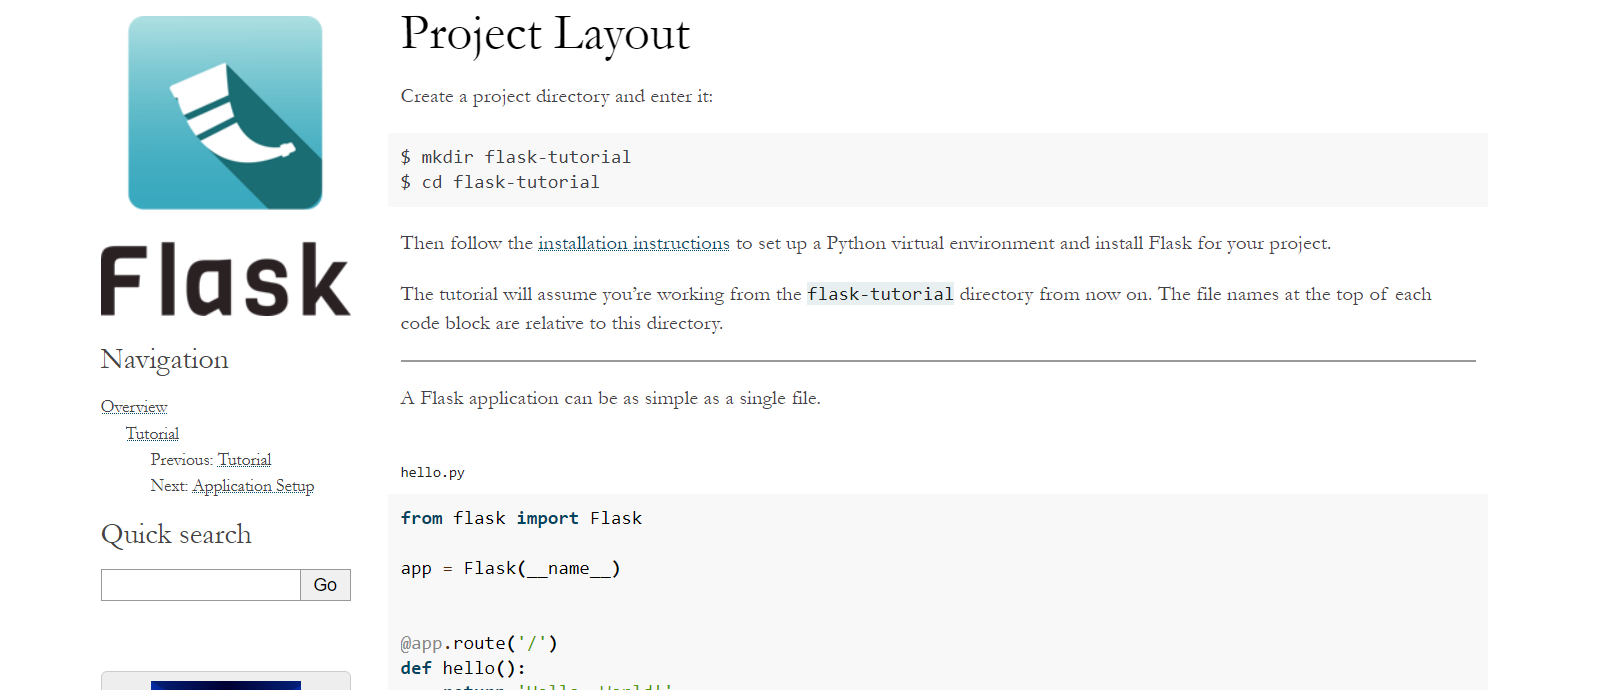 Flask
Navigation
Overview
Tutorial
Previous: Tutorial
Next: Application Setup
Quick search
Go
Project Layout
Create a project directory and enter it:
$ mkdir flask-tutorial
$ cd flask-tutorial
Then follow the installation instructions to set up a Python virtual environment and install Flask for your project.
The tutorial will assume you’re working from the flask-tutorial directory from now on. The file names at the top of each
code block are relative to this directory.
A Flask application can be as simple as a single file.
hello.py
from flask import Flask
app = Flask(__name__)
@app.route('/')
def hello():
return 'Hello, World!'